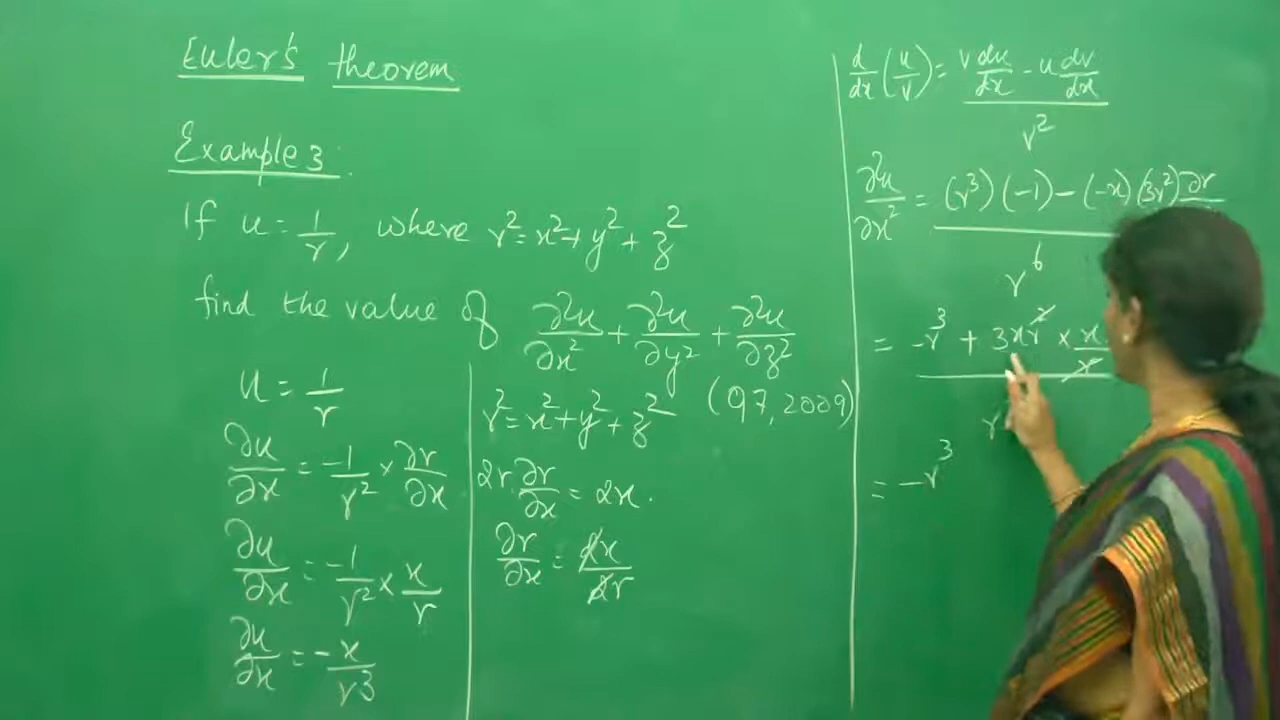 Euler's theorem
Example 3:
If u = 1/r, where r² = x² + y² + z²
find the value of ∂²u/∂x² + ∂²u/∂y² + ∂²u/∂z²
(Q7, 2009)
u = 1/r
∂u/∂x = -1/r² × ∂r/∂x
∂u/∂x = -1/r² × x/r
∂u/∂x = -x/r³
r² = x² + y² + z²
2r ∂r/∂x = 2x.
∂r/∂x = 2x/2r
d/dx (u/v) = (v du/dx - u dv/dx)/v²
∂²u/∂x² = (r³)(-1) - (-x)(3r²) ∂r / r⁶
= -r³ + 3xr² × x/r / r
= -r³